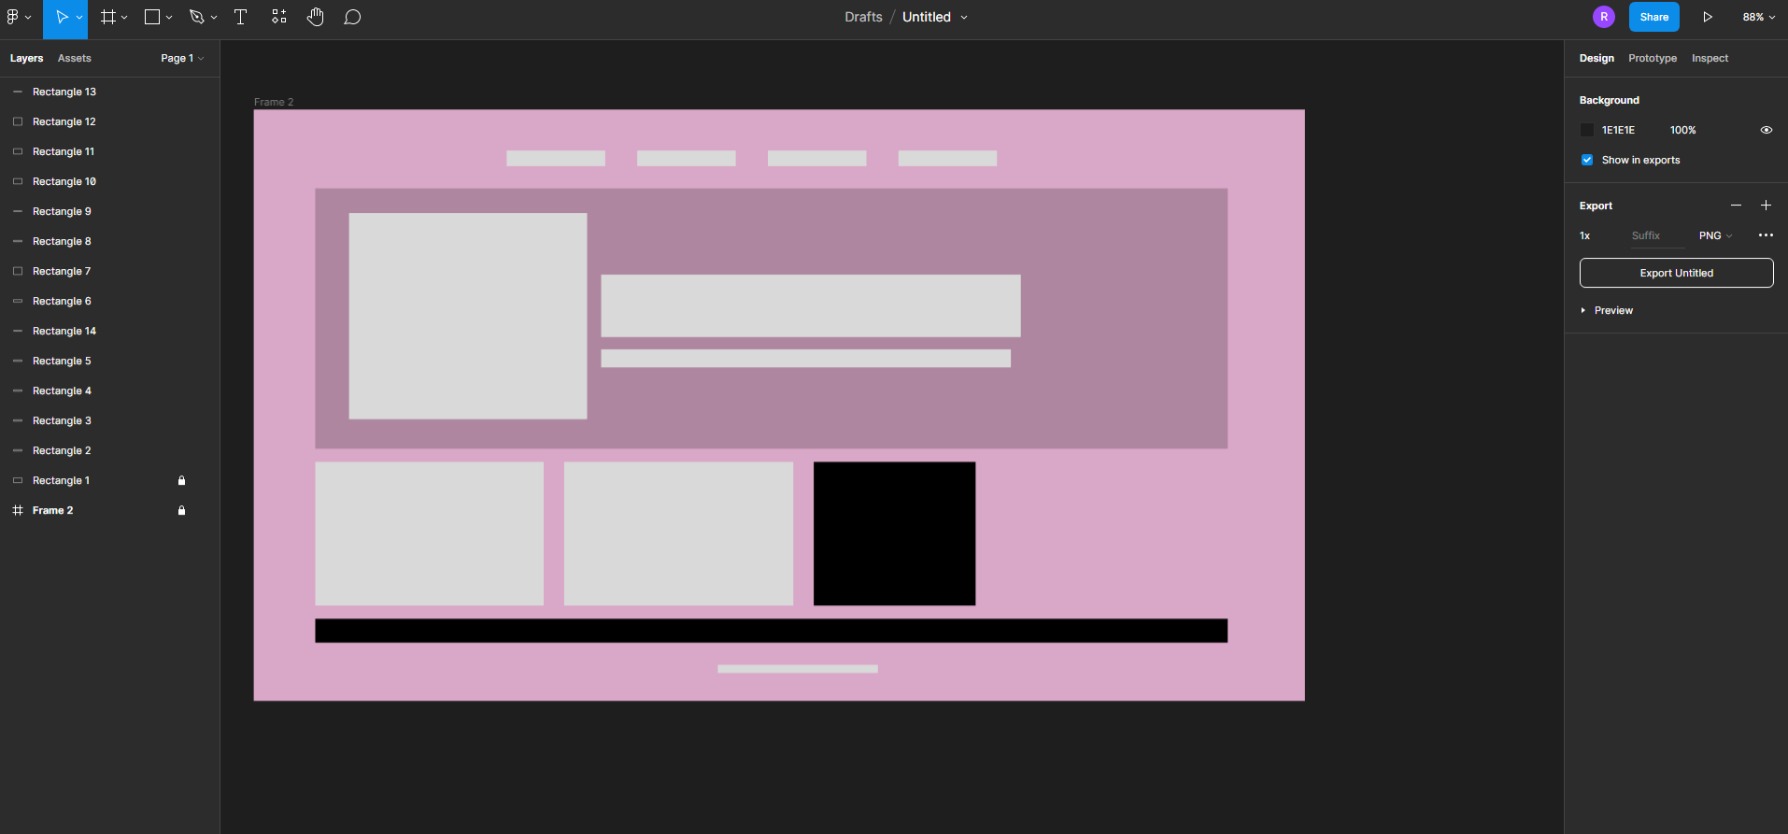 Drafts / Untitled
R
Share
88%
Layers
Assets
Page 1
Rectangle 13
Rectangle 12
Rectangle 11
Rectangle 10
Rectangle 9
Rectangle 8
Rectangle 7
Rectangle 6
Rectangle 14
Rectangle 5
Rectangle 4
Rectangle 3
Rectangle 2
Rectangle 1
Frame 2
Frame 2
Design
Prototype
Inspect
Background
1E1E1E 100%
Show in exports
Export
1x Suffix PNG
Export Untitled
Preview